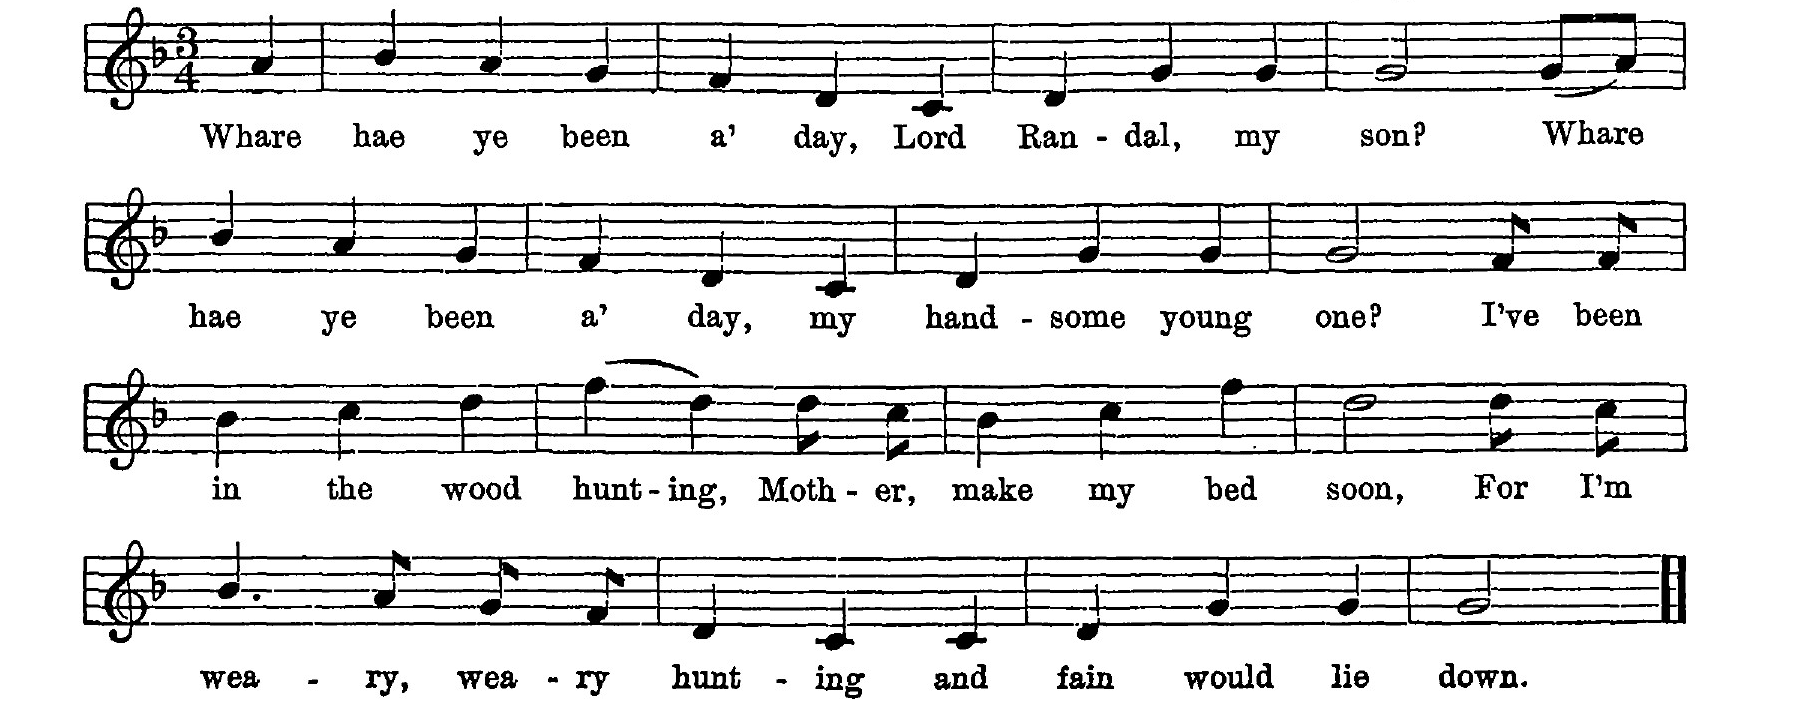 3
4
Whare hae ye been a' day, Lord Ran - dal, my son? Whare
hae ye been a' day, my hand - some young one? I've been
in the wood hunt - ing, Moth - er, make my bed soon, For I'm
wea - ry, wea - ry hunt - ing and fain would lie down.